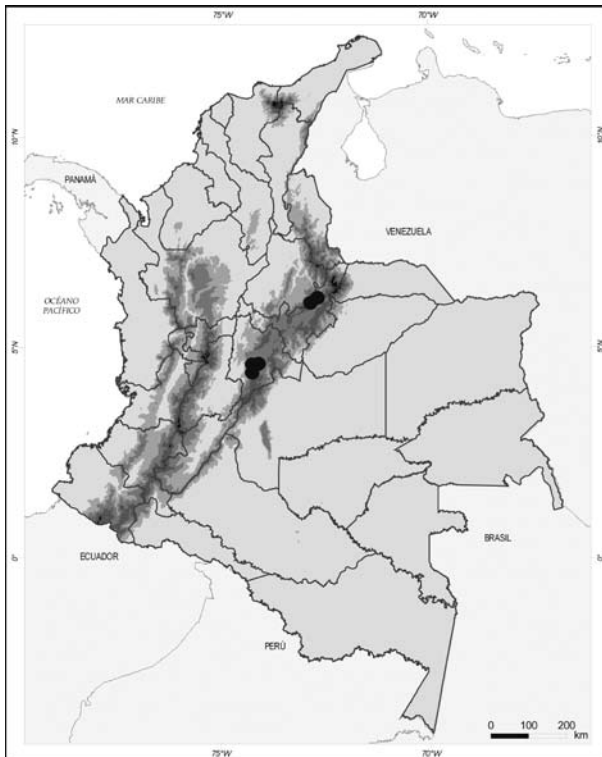 75°W
70°W
MAR CARIBE
10°N
10°N
PANAMÁ
VENEZUELA
OCÉANO
PACÍFICO
5°N
5°N
BRASIL
ECUADOR
0°
0°
PERÚ
0 100 200
km
75°W
70°W